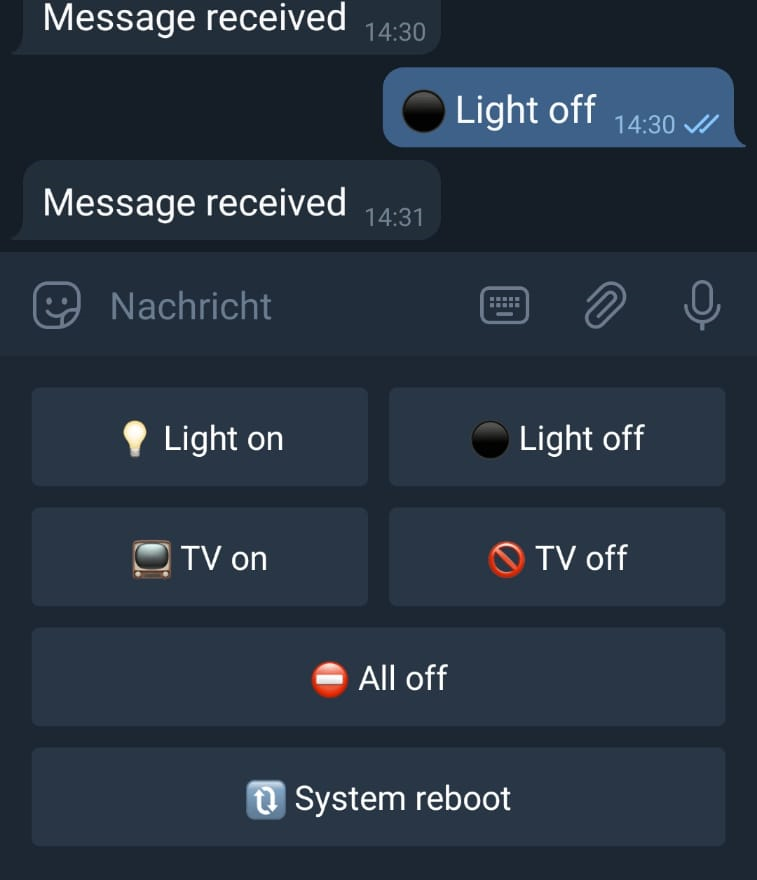 Message received 14:30
⚫ Light off 14:30
Message received 14:31
Nachricht
💡 Light on
⚫ Light off
📺 TV on
🚫 TV off
⛔ All off
🔃 System reboot